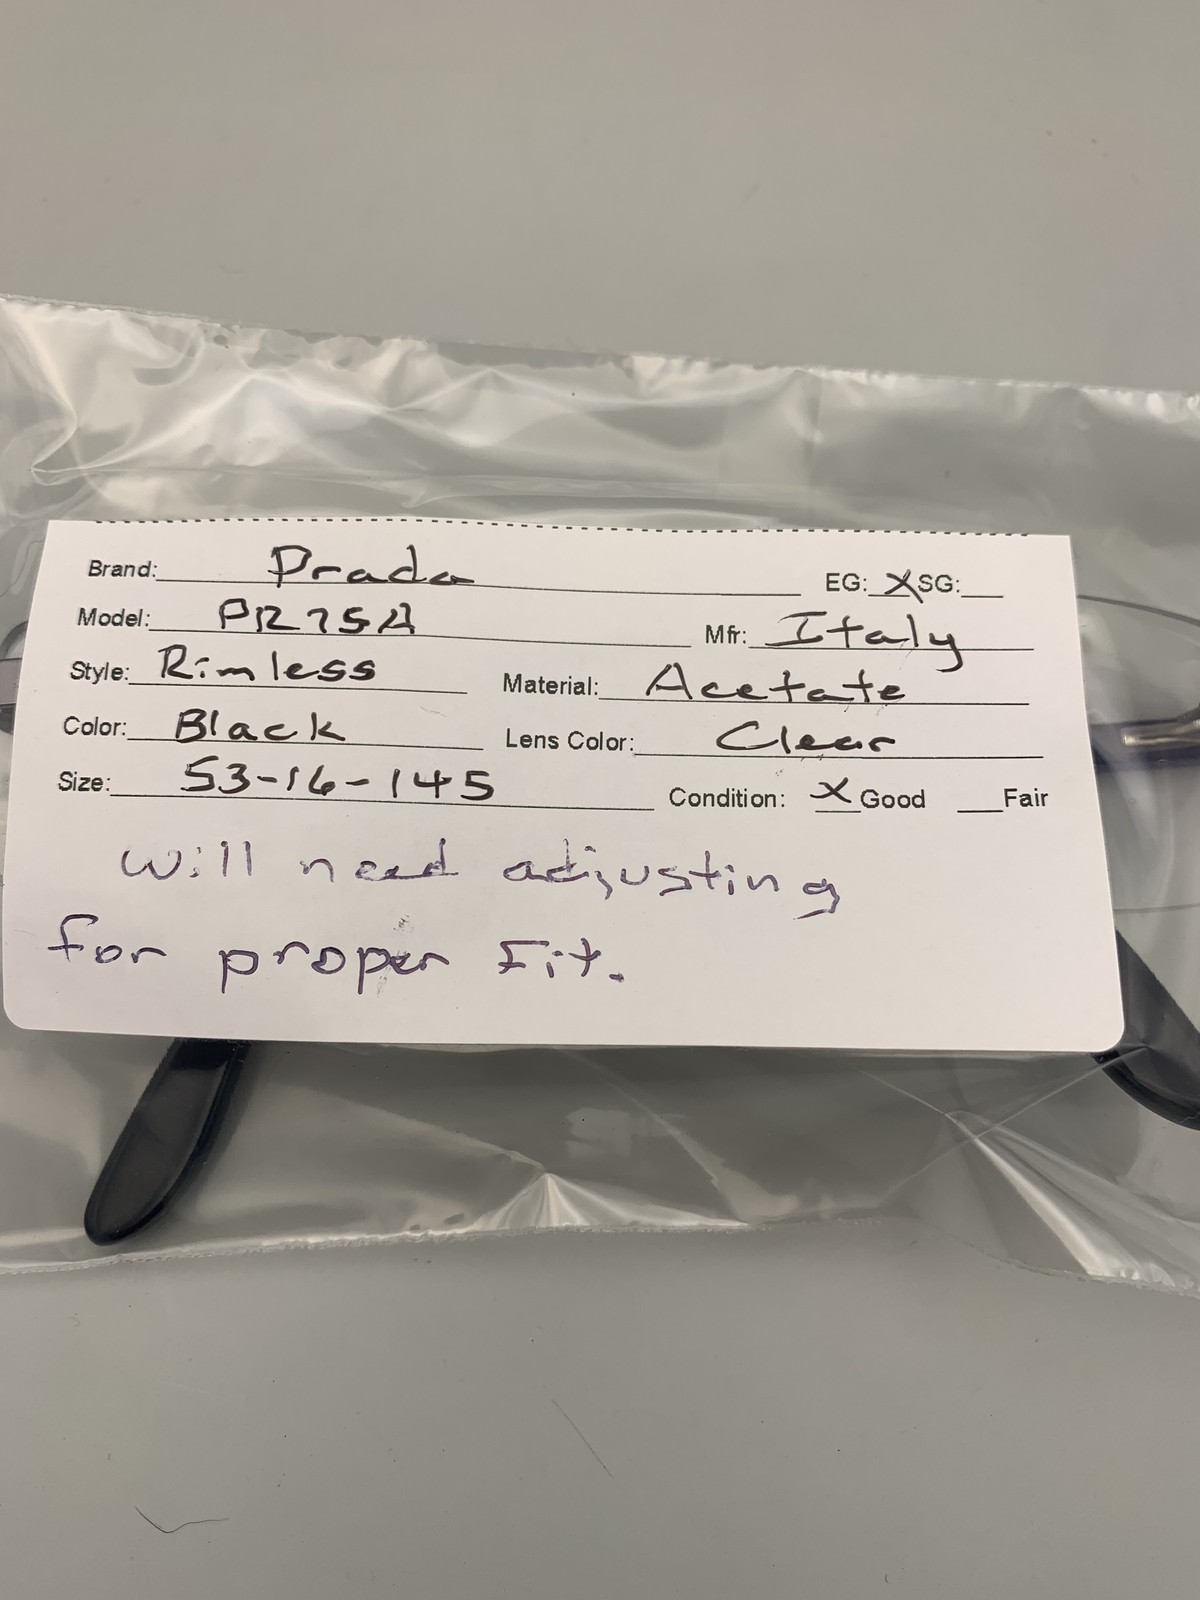 Brand: Prada EG: X SG:
Model: PR75A Mfr: Italy
Style: Rimless Material: Acetate
Color: Black Lens Color: Clear
Size: 53-16-145 Condition: X Good Fair
Will need adjusting
for proper Fit.